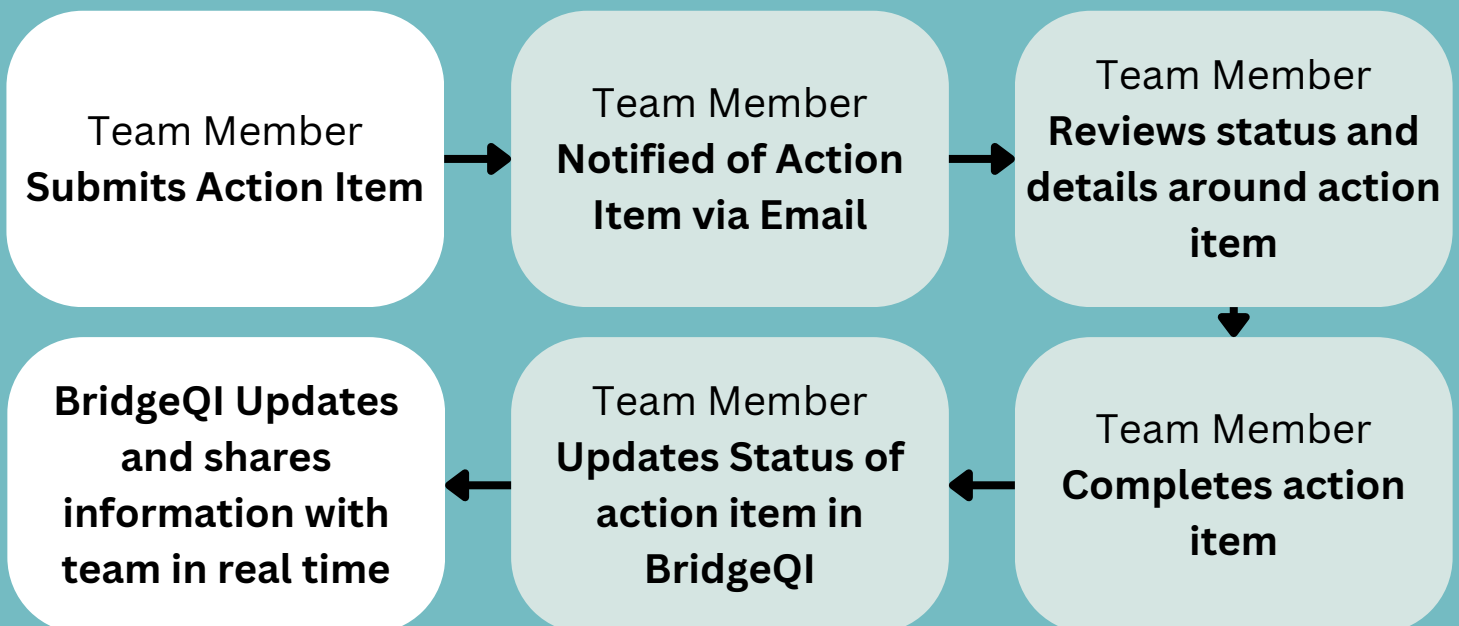 Team Member
Submits Action Item
Team Member
Notified of Action
Item via Email
Team Member
Reviews status and
details around action
item
Team Member
Completes action
item
Team Member
Updates Status of
action item in
BridgeQI
BridgeQI Updates
and shares
information with
team in real time